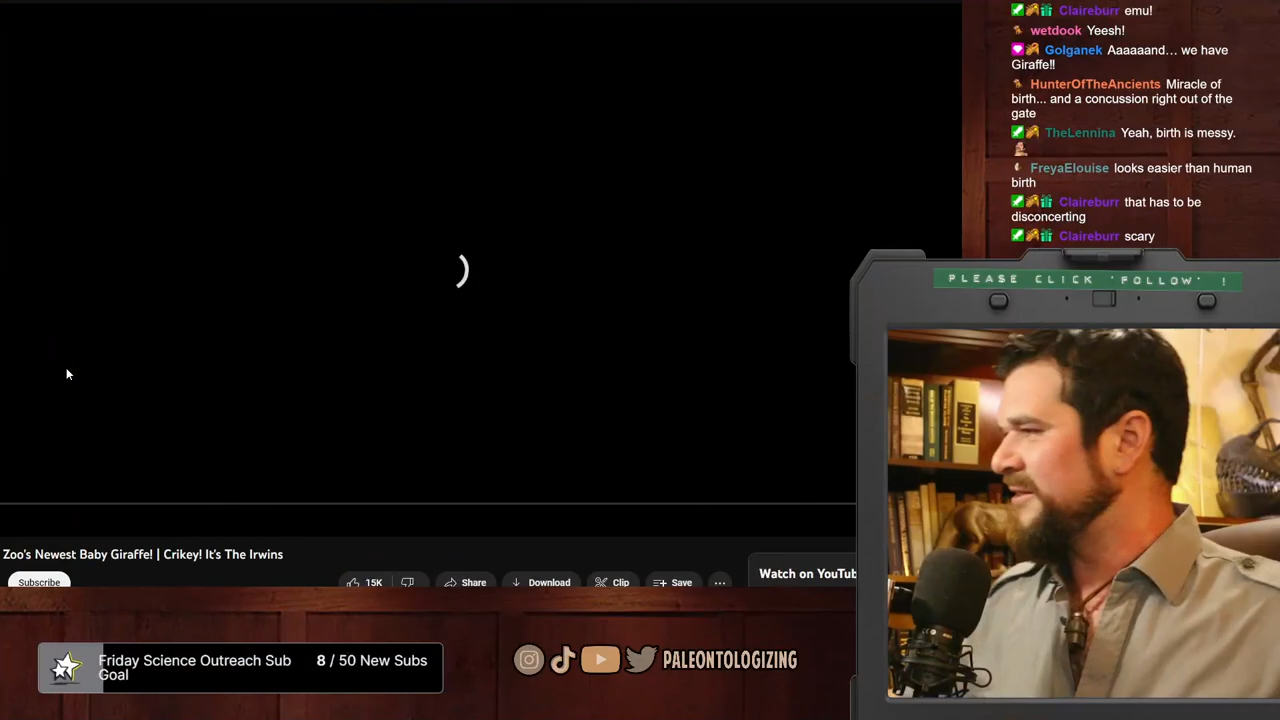 Claireburr emu!
wetdook Yeesh!
Golganek Aaaaaand... we have
Giraffe!!
HunterOfTheAncients Miracle of
birth... and a concussion right out of the
gate
TheLennina Yeah, birth is messy.
FreyaElouise looks easier than human
birth
Claireburr that has to be
disconcerting
Claireburr scary
PLEASE CLICK "FOLLOW" !
Zoo's Newest Baby Giraffe! | Crikey! It's The Irwins
Subscribe
15K
Share
Download
Clip
Save
...
Watch on YouTub
Friday Science Outreach Sub
Goal
8 / 50 New Subs
PALEONTOLOGIZING